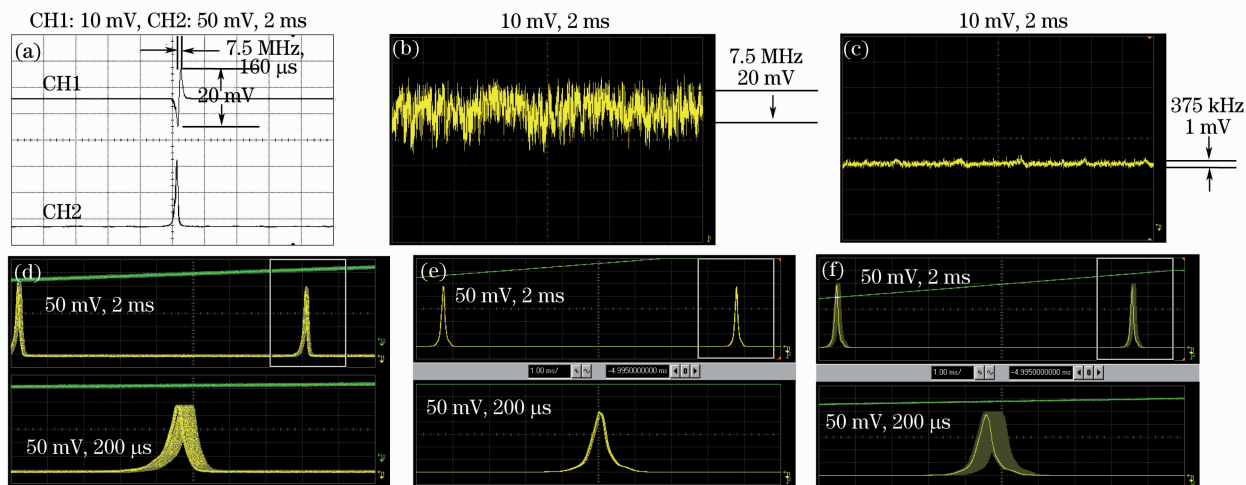 CH1: 10 mV, CH2: 50 mV, 2 ms
(a)
7.5 MHz,
160 μs
CH1
20 mV
CH2
10 mV, 2 ms
(b)
7.5 MHz
20 mV
10 mV, 2 ms
(c)
375 kHz
1 mV
(d)
50 mV, 2 ms
50 mV, 200 μs
(e)
50 mV, 2 ms
1.00 ms/
-4.9950000000 ms
0
50 mV, 200 μs
(f)
50 mV, 2 ms
1.00 ms/
-4.9950000000 ms
0
50 mV, 200 μs